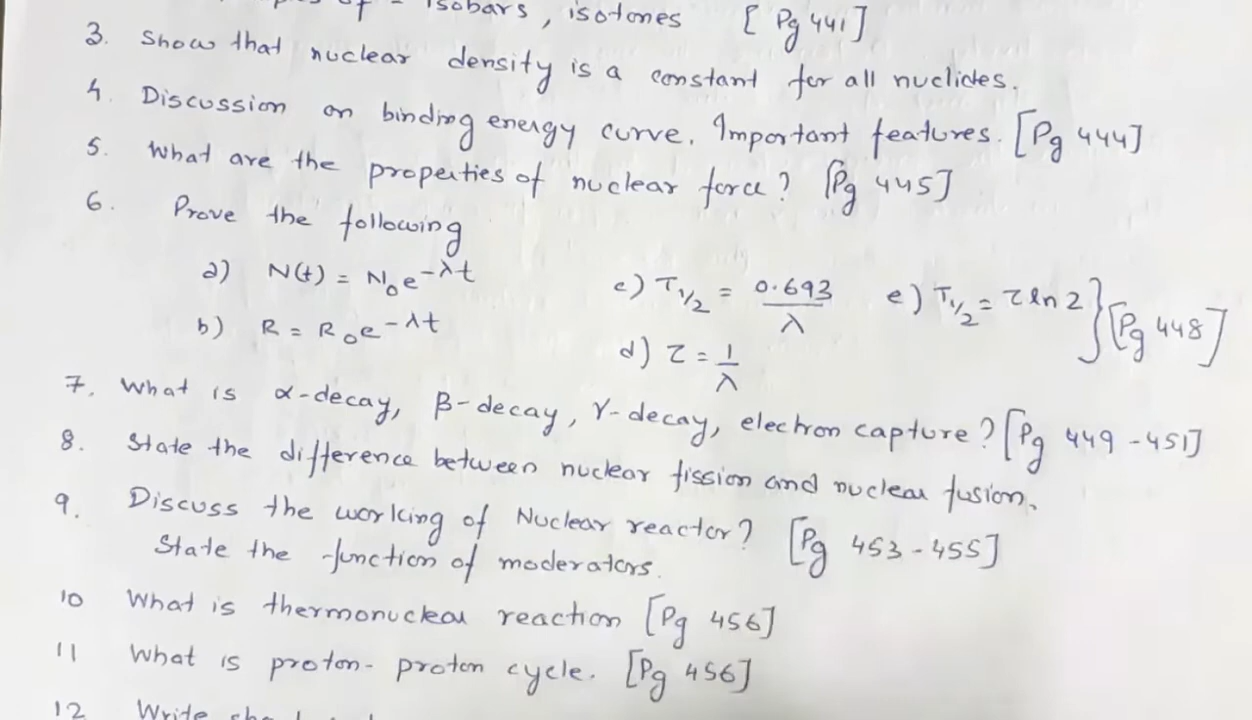 of - isobars, isotones [Pg 441]
3. Show that nuclear density is a constant for all nuclides.
4. Discussion on binding energy curve. Important features. [Pg 444]
5. What are the properties of nuclear force? [Pg 445]
6. Prove the following
a) N(t) = N₀e^-λt c) T₁/₂ = 0.693/λ e) T₁/₂ = τ ln 2 } [Pg 448]
b) R = R₀e^-λt d) τ = 1/λ
7. What is α-decay, β-decay, γ-decay, electron capture? [Pg 449-451]
8. State the difference between nuclear fission and nuclear fusion.
9. Discuss the working of Nuclear reactor? [Pg 453-455]
State the function of moderators.
10 What is thermonuclear reaction [Pg 456]
11 What is proton-proton cycle. [Pg 456]
12 Write